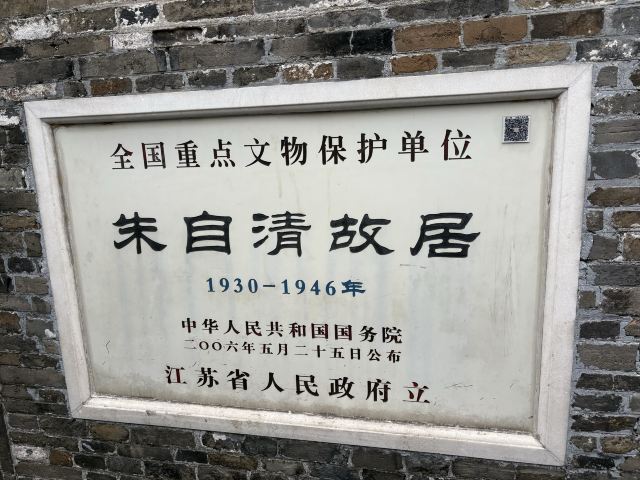 全国重点文物保护单位
朱自清故居
1930-1946年
中华人民共和国国务院
二〇〇六年五月二十五日公布
江苏省人民政府立